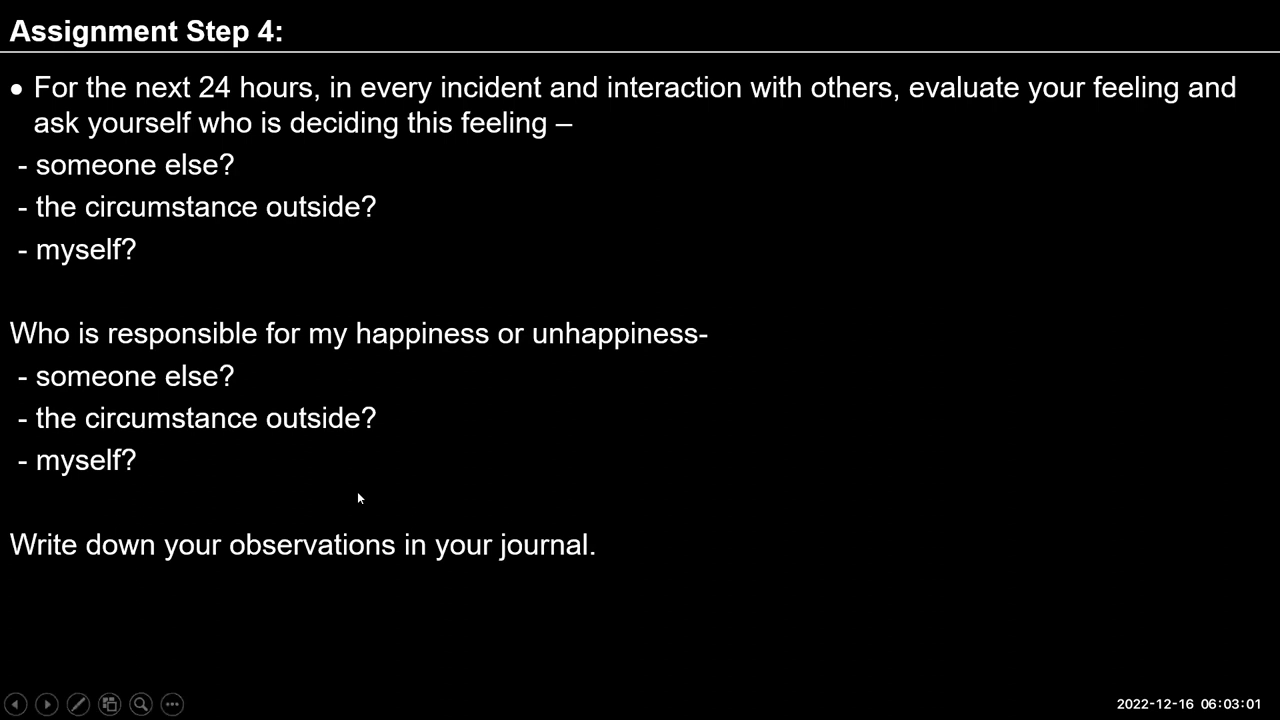 Assignment Step 4:
• For the next 24 hours, in every incident and interaction with others, evaluate your feeling and
ask yourself who is deciding this feeling –
- someone else?
- the circumstance outside?
- myself?
Who is responsible for my happiness or unhappiness-
- someone else?
- the circumstance outside?
- myself?
Write down your observations in your journal.
2022-12-16 06:03:01